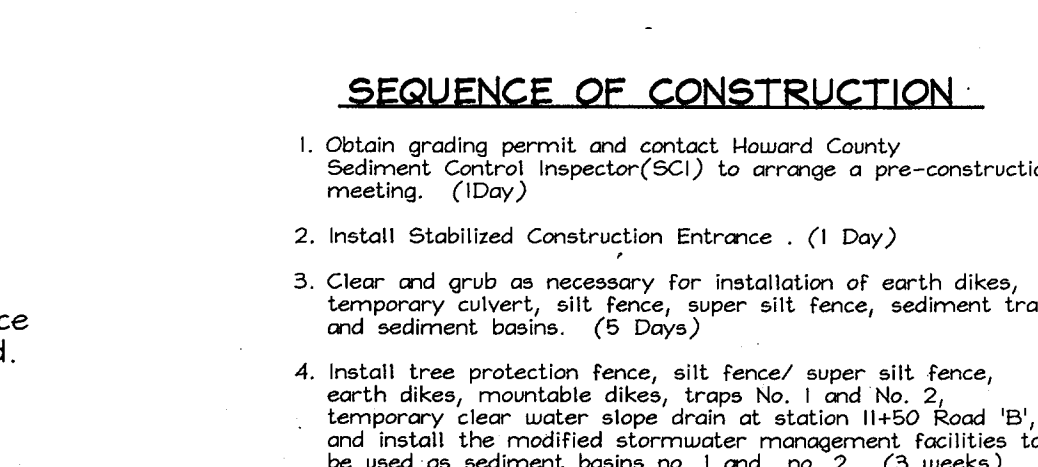 SEQUENCE OF CONSTRUCTION
1. Obtain grading permit and contact Howard County
Sediment Control Inspector(SCI) to arrange a pre-constructio
meeting. (1Day)
2. Install Stabilized Construction Entrance . (1 Day)
3. Clear and grub as necessary for installation of earth dikes,
temporary culvert, silt fence, super silt fence, sediment tra
ce
and sediment basins. (5 Days)
d.
4. Install tree protection fence, silt fence/ super silt fence,
earth dikes, mountable dikes, traps No. 1 and No. 2,
temporary clear water slope drain at station 11+50 Road 'B',
and install the modified stormwater management facilities to
be used as sediment basins no. 1 and no. 2. (3 weeks)